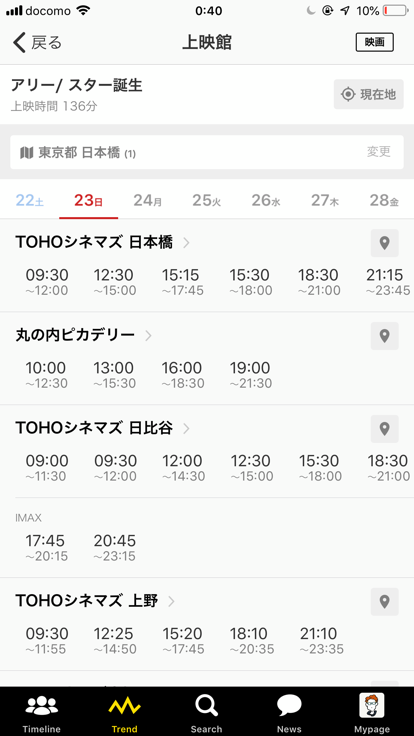 docomo 0:40 10%
戻る 上映館 映画
アリー/ スター誕生
上映時間 136分
現在地
東京都 日本橋 (1) 変更
22土 23日 24月 25火 26水 27木 28金
TOHOシネマズ 日本橋
09:30 12:30 15:15 15:30 18:30 21:15
~12:00 ~15:00 ~17:45 ~18:00 ~21:00 ~23:45
丸の内ピカデリー
10:00 13:00 16:00 19:00
~12:30 ~15:30 ~18:30 ~21:30
TOHOシネマズ 日比谷
09:00 09:30 12:00 12:30 15:30 18:30
~11:30 ~12:00 ~14:30 ~15:00 ~18:00 ~21:00
IMAX
17:45 20:45
~20:15 ~23:15
TOHOシネマズ 上野
09:30 12:25 15:20 18:10 21:10
~11:55 ~14:50 ~17:45 ~20:35 ~23:35
Timeline Trend Search News Mypage